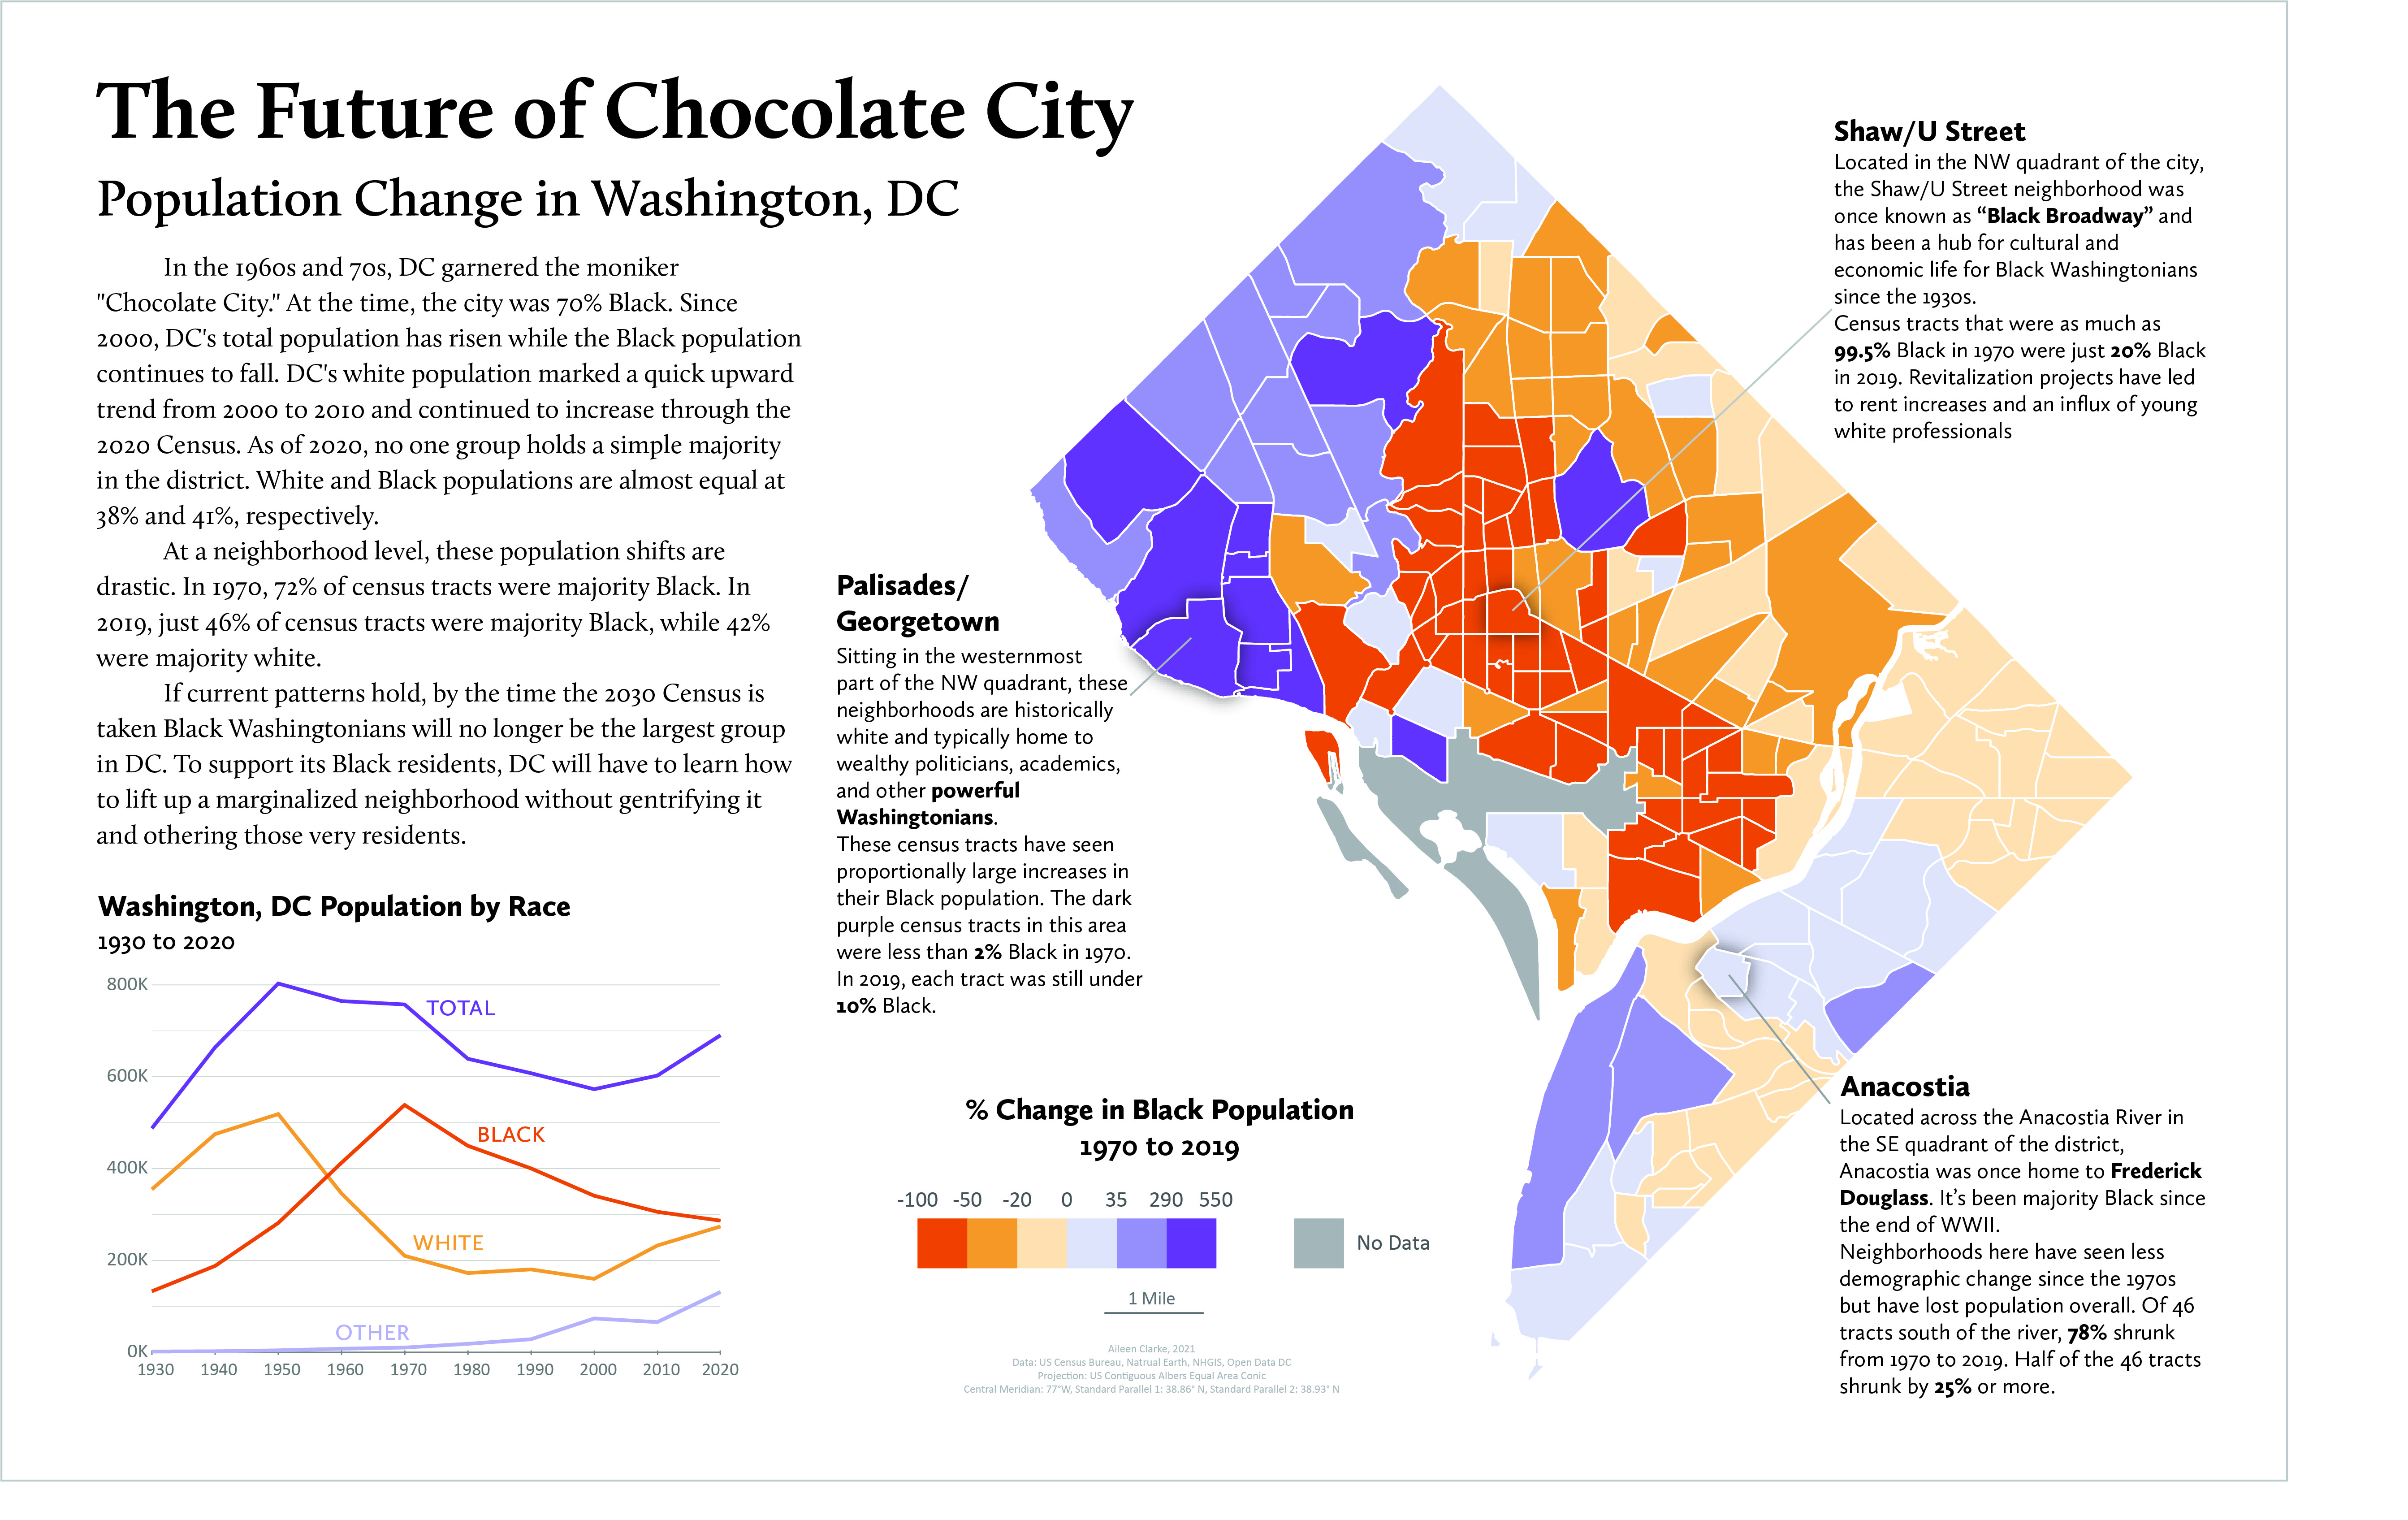 The Future of Chocolate City
Population Change in Washington, DC
In the 1960s and 70s, DC garnered the moniker
"Chocolate City." At the time, the city was 70% Black. Since
2000, DC's total population has risen while the Black population
continues to fall. DC's white population marked a quick upward
trend from 2000 to 2010 and continued to increase through the
2020 Census. As of 2020, no one group holds a simple majority
in the district. White and Black populations are almost equal at
38% and 41%, respectively.
At a neighborhood level, these population shifts are
drastic. In 1970, 72% of census tracts were majority Black. In
2019, just 46% of census tracts were majority Black, while 42%
were majority white.
If current patterns hold, by the time the 2030 Census is
taken Black Washingtonians will no longer be the largest group
in DC. To support its Black residents, DC will have to learn how
to lift up a marginalized neighborhood without gentrifying it
and othering those very residents.
Washington, DC Population by Race
1930 to 2020
800K
600K
400K
200K
0K
TOTAL
BLACK
WHITE
OTHER
1930 1940 1950 1960 1970 1980 1990 2000 2010 2020
Palisades/
Georgetown
Sitting in the westernmost
part of the NW quadrant, these
neighborhoods are historically
white and typically home to
wealthy politicians, academics,
and other powerful
Washingtonians.
These census tracts have seen
proportionally large increases in
their Black population. The dark
purple census tracts in this area
were less than 2% Black in 1970.
In 2019, each tract was still under
10% Black.
% Change in Black Population
1970 to 2019
-100 -50 -20 0 35 290 550
No Data
1 Mile
Aileen Clarke, 2021
Data: US Census Bureau, Natrual Earth, NHGIS, Open Data DC
Projection: US Contiguous Albers Equal Area Conic
Central Meridian: 77°W, Standard Parallel 1: 38.86° N, Standard Parallel 2: 38.93° N
Shaw/U Street
Located in the NW quadrant of the city,
the Shaw/U Street neighborhood was
once known as “Black Broadway” and
has been a hub for cultural and
economic life for Black Washingtonians
since the 1930s.
Census tracts that were as much as
99.5% Black in 1970 were just 20% Black
in 2019. Revitalization projects have led
to rent increases and an influx of young
white professionals
Anacostia
Located across the Anacostia River in
the SE quadrant of the district,
Anacostia was once home to Frederick
Douglass. It’s been majority Black since
the end of WWII.
Neighborhoods here have seen less
demographic change since the 1970s
but have lost population overall. Of 46
tracts south of the river, 78% shrunk
from 1970 to 2019. Half of the 46 tracts
shrunk by 25% or more.